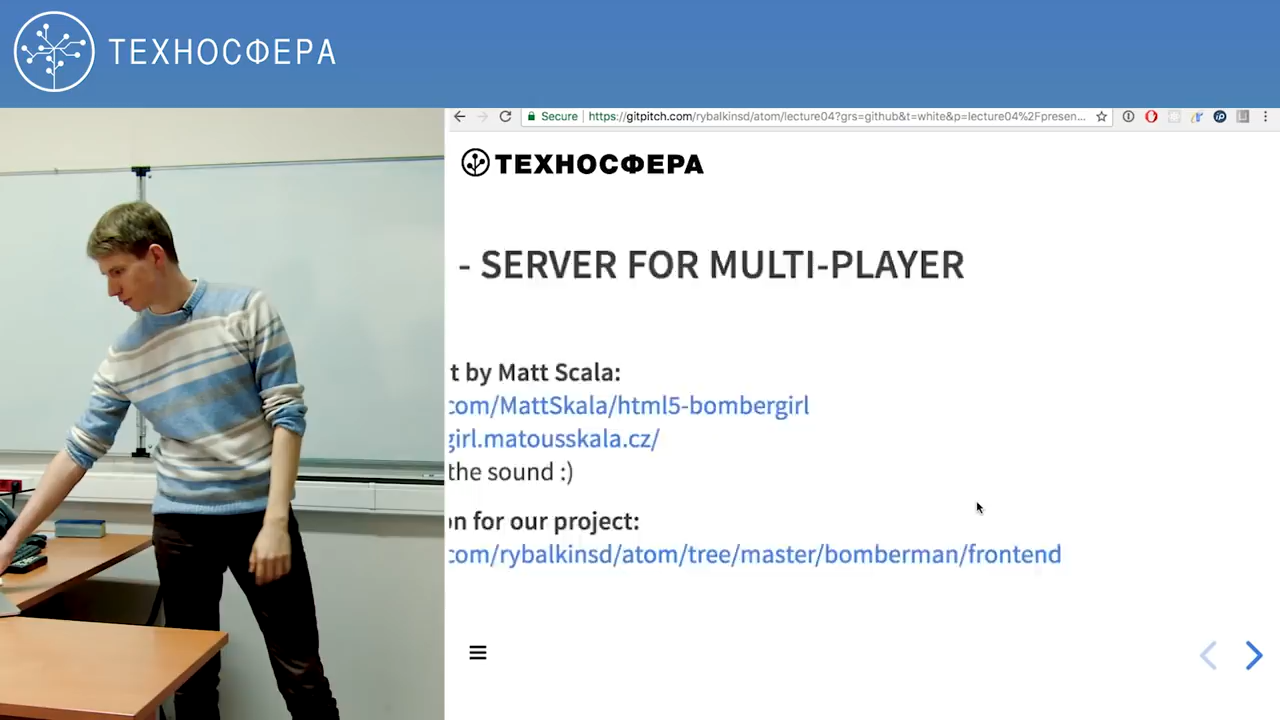 ТЕХНОСФЕРА
Secure
https://gitpitch.com/rybalkinsd/atom/lecture04?grs=github&t=white&p=lecture04%2Fpresen...
ТЕХНОСФЕРА
- SERVER FOR MULTI-PLAYER
t by Matt Scala:
com/MattSkala/html5-bombergirl
girl.matousskala.cz/
the sound :)
on for our project:
com/rybalkinsd/atom/tree/master/bomberman/frontend